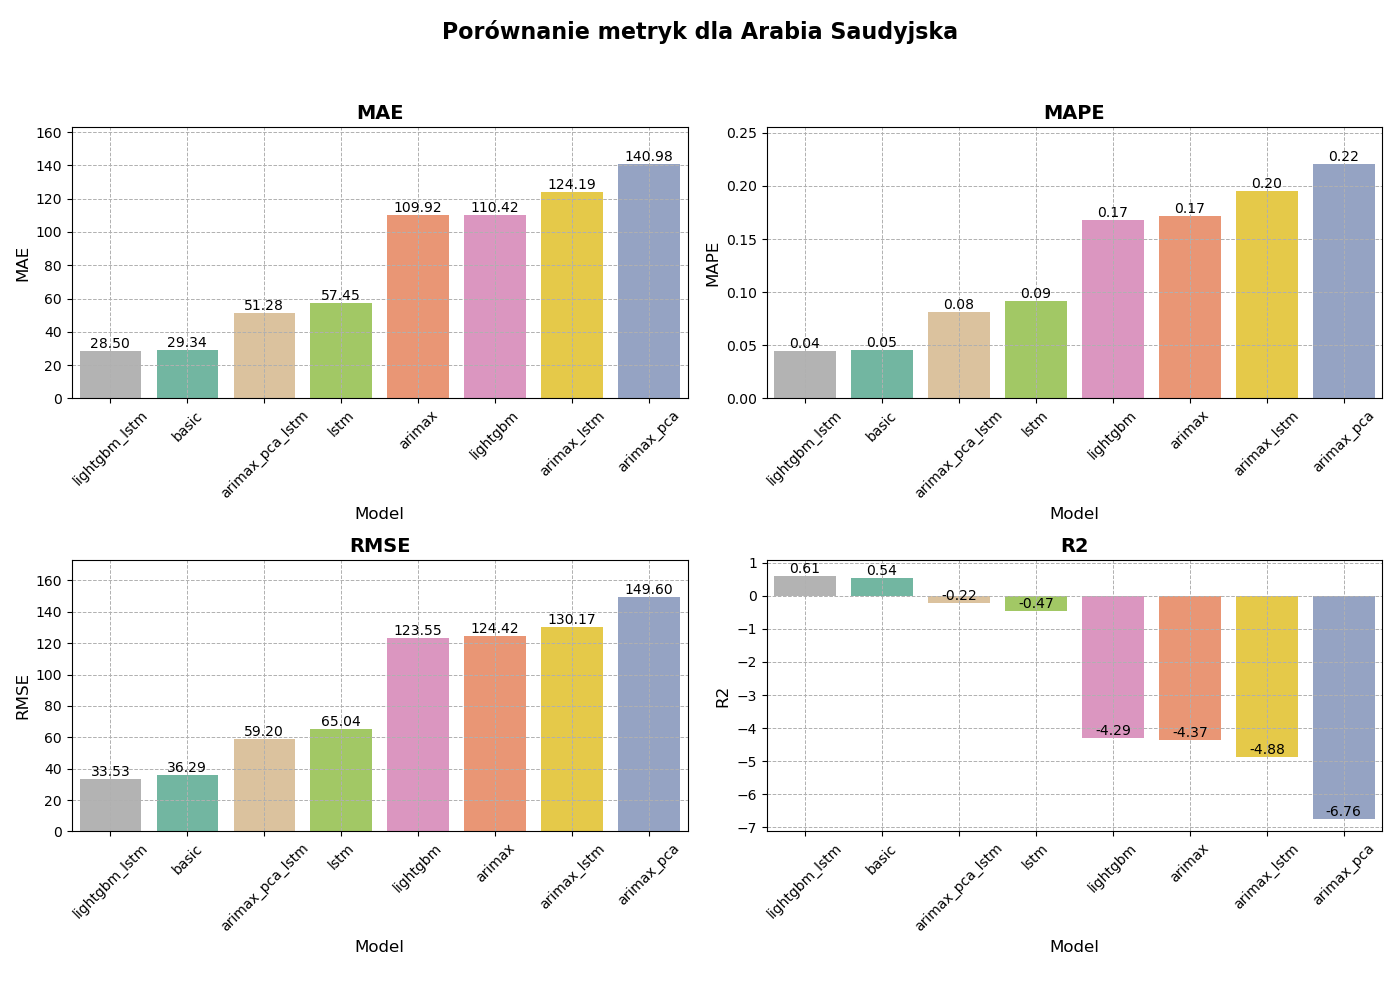 Porównanie metryk dla Arabia Saudyjska
MAE
160
140
120
100
80
60
40
20
0
MAE
28.50
29.34
51.28
57.45
109.92
110.42
124.19
140.98
lightgbm_lstm
basic
arimax_pca_lstm
lstm
arimax
lightgbm
arimax_lstm
arimax_pca
Model
MAPE
0.25
0.20
0.15
0.10
0.05
0.00
MAPE
0.04
0.05
0.08
0.09
0.17
0.17
0.20
0.22
lightgbm_lstm
basic
arimax_pca_lstm
lstm
lightgbm
arimax
arimax_lstm
arimax_pca
Model
RMSE
160
140
120
100
80
60
40
20
0
RMSE
33.53
36.29
59.20
65.04
123.55
124.42
130.17
149.60
lightgbm_lstm
basic
arimax_pca_lstm
lstm
lightgbm
arimax
arimax_lstm
arimax_pca
Model
R2
1
0
−1
−2
−3
−4
−5
−6
−7
R2
0.61
0.54
-0.22
-0.47
-4.29
-4.37
-4.88
-6.76
lightgbm_lstm
basic
arimax_pca_lstm
lstm
lightgbm
arimax
arimax_lstm
arimax_pca
Model